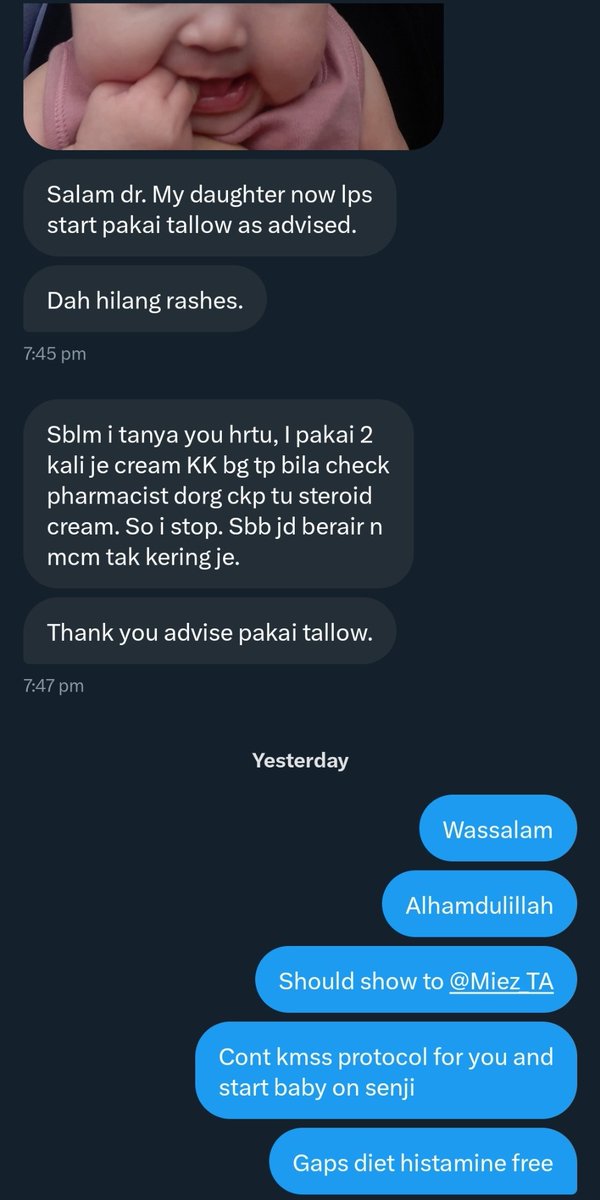 Salam dr. My daughter now lps
start pakai tallow as advised.
Dah hilang rashes.
7:45 pm
Sblm i tanya you hrtu, I pakai 2
kali je cream KK bg tp bila check
pharmacist dorg ckp tu steroid
cream. So i stop. Sbb jd berair n
mcm tak kering je.
Thank you advise pakai tallow.
7:47 pm
Yesterday
Wassalam
Alhamdulillah
Should show to @Miez_TA
Cont kmss protocol for you and
start baby on senji
Gaps diet histamine free